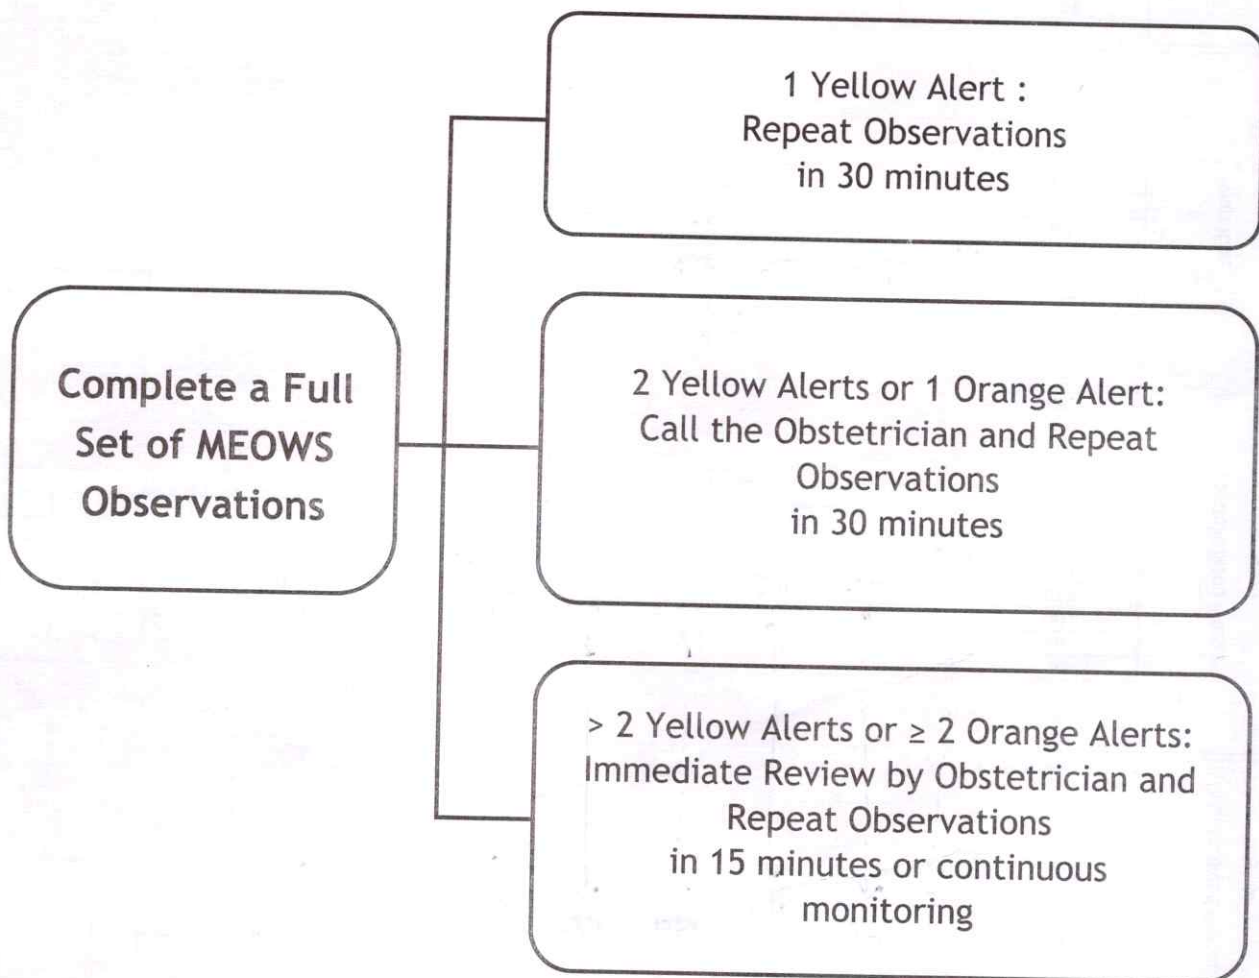 1 Yellow Alert :
Repeat Observations
in 30 minutes
Complete a Full
Set of MEOWS
Observations
2 Yellow Alerts or 1 Orange Alert:
Call the Obstetrician and Repeat
Observations
in 30 minutes
> 2 Yellow Alerts or ≥ 2 Orange Alerts:
Immediate Review by Obstetrician and
Repeat Observations
in 15 minutes or continuous
monitoring